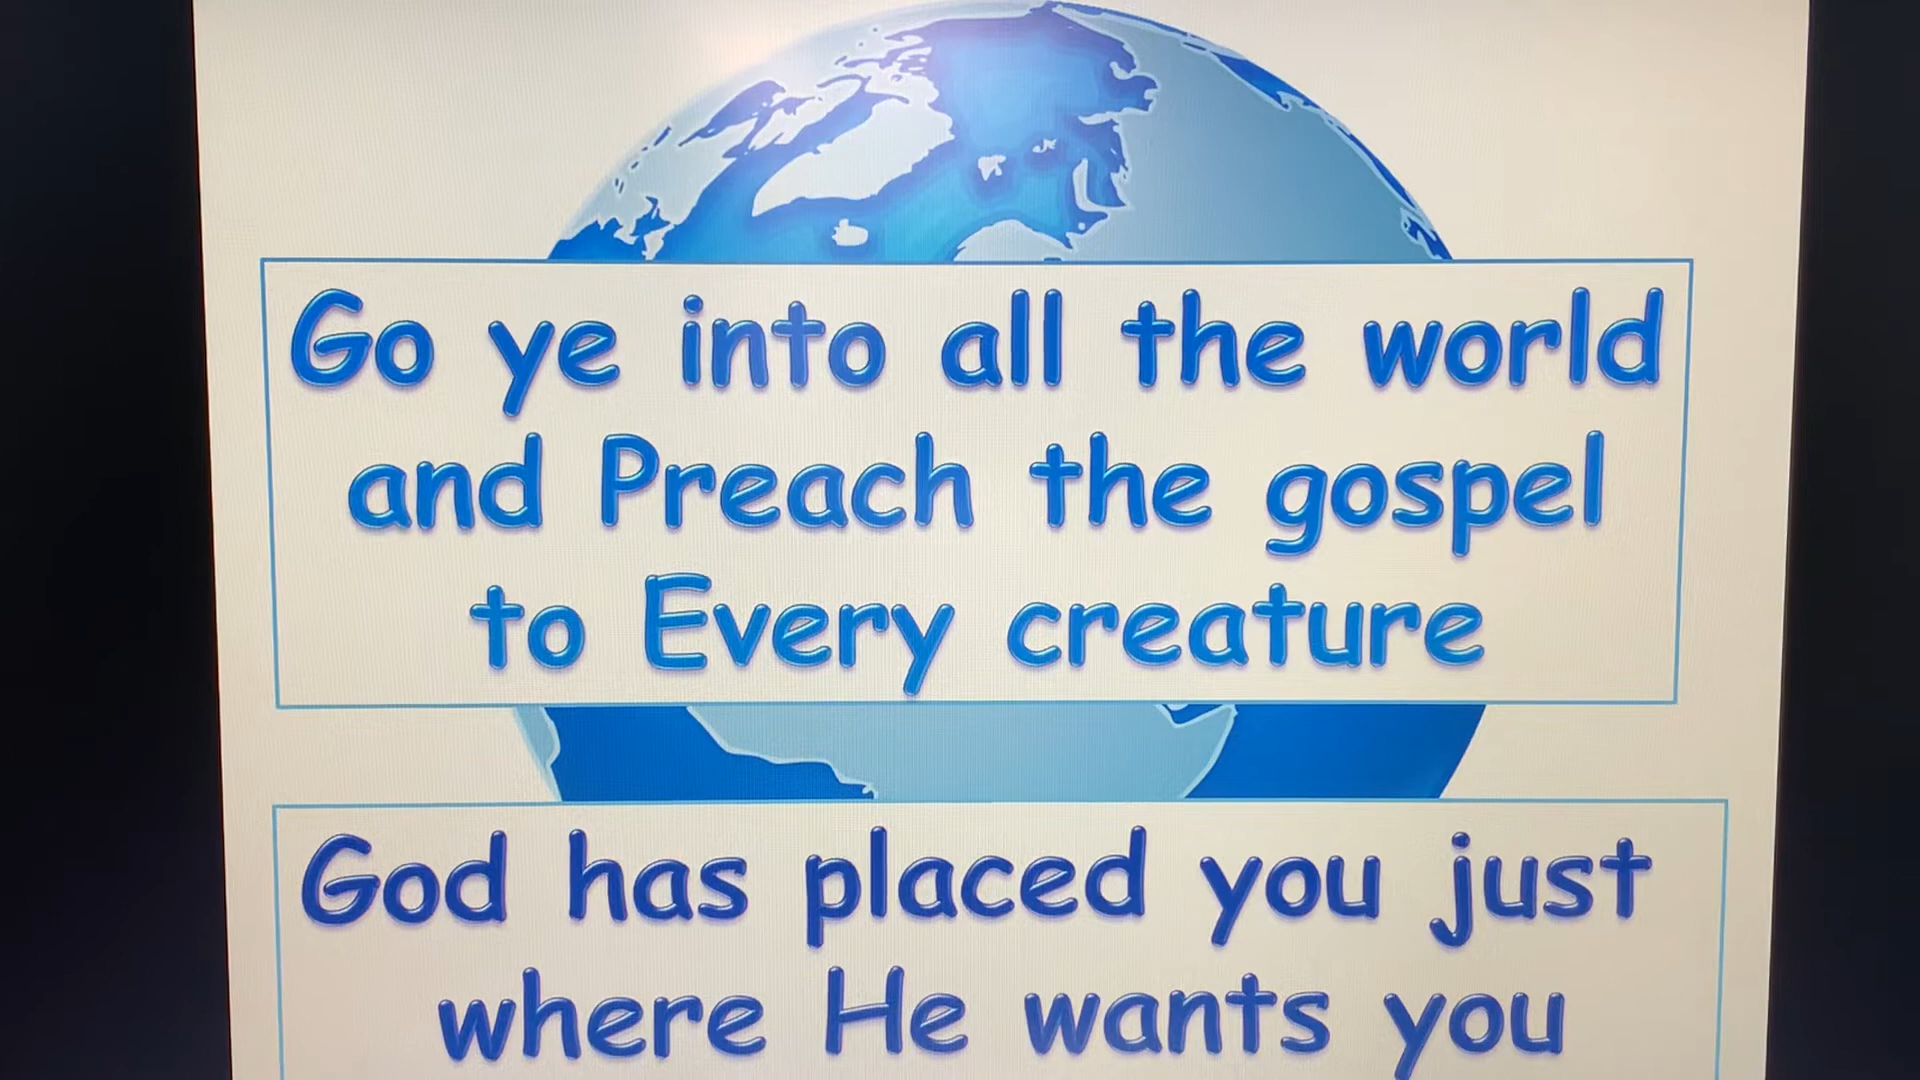 Go ye into all the world
and Preach the gospel
to Every creature
God has placed you just
where He wants you